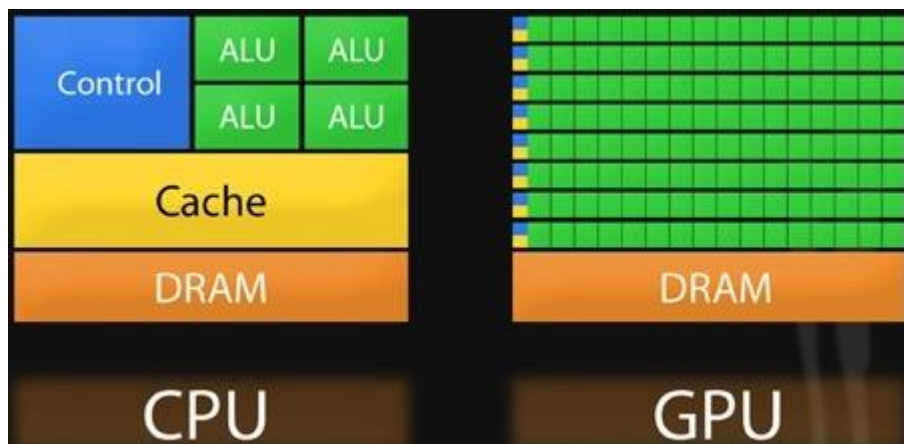 Control
ALU ALU
ALU ALU
Cache
DRAM
CPU
DRAM
GPU